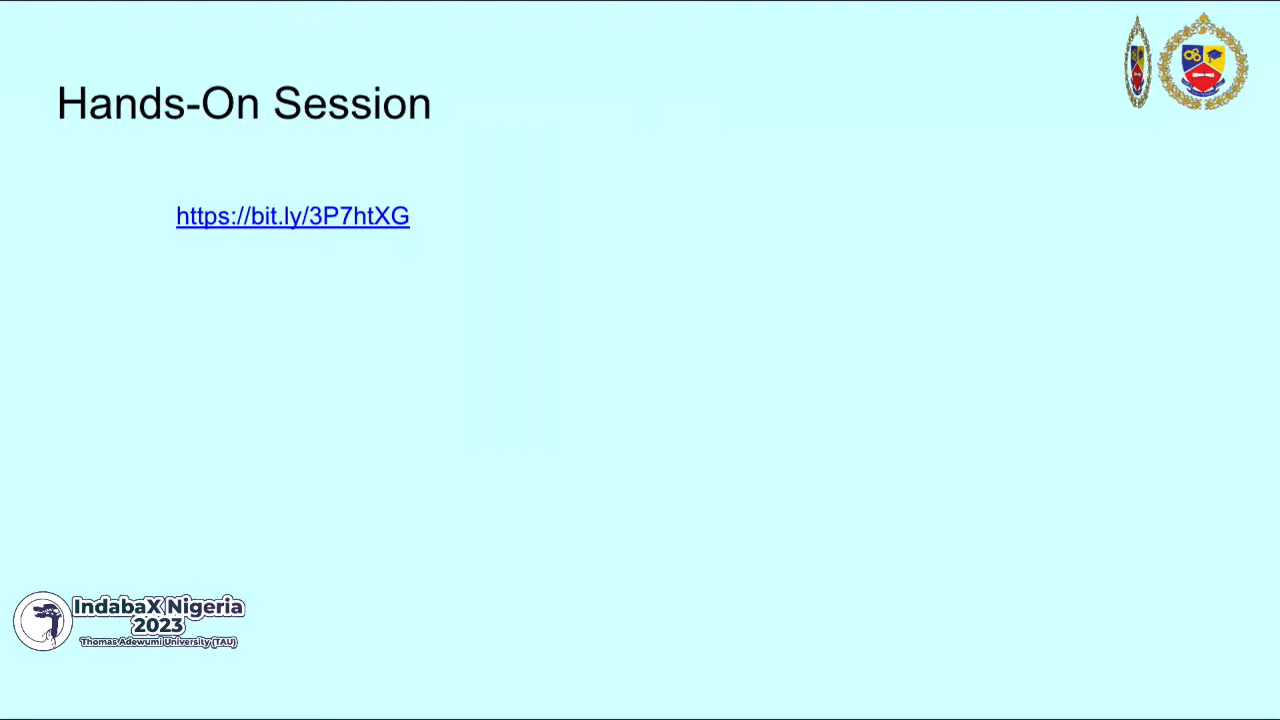 Hands-On Session
https://bit.ly/3P7htXG
IndabaX Nigeria
2023
Thomas Adewumi University (TAU)